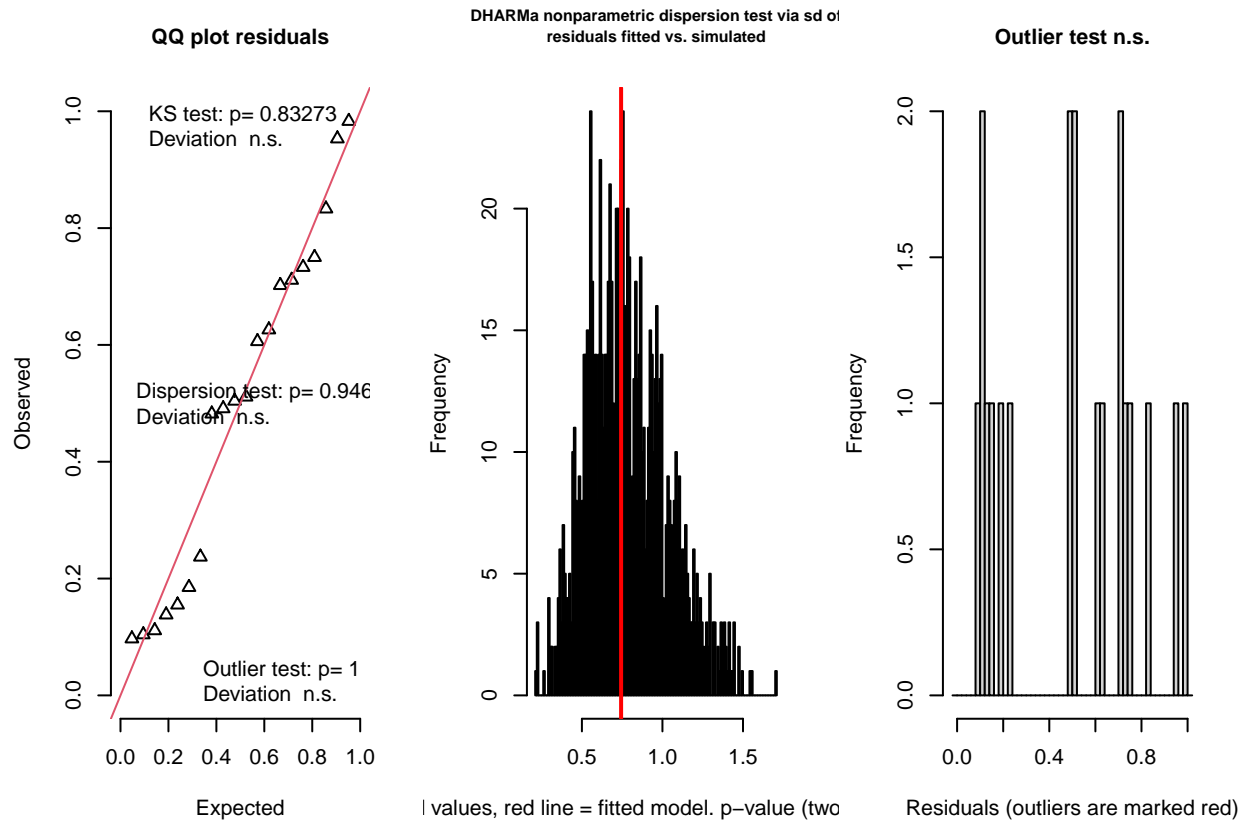 QQ plot residuals
KS test: p= 0.83273
Deviation n.s.
Dispersion test: p= 0.946
Deviation n.s.
Outlier test: p= 1
Deviation n.s.
Observed
0.0
0.2
0.4
0.6
0.8
1.0
0.0 0.2 0.4 0.6 0.8 1.0
Expected
DHARMa nonparametric dispersion test via sd of
residuals fitted vs. simulated
Frequency
0
5
10
15
20
0.5 1.0 1.5
values, red line = fitted model. p−value (two
Outlier test n.s.
Frequency
0.0
0.5
1.0
1.5
2.0
0.0 0.4 0.8
Residuals (outliers are marked red)